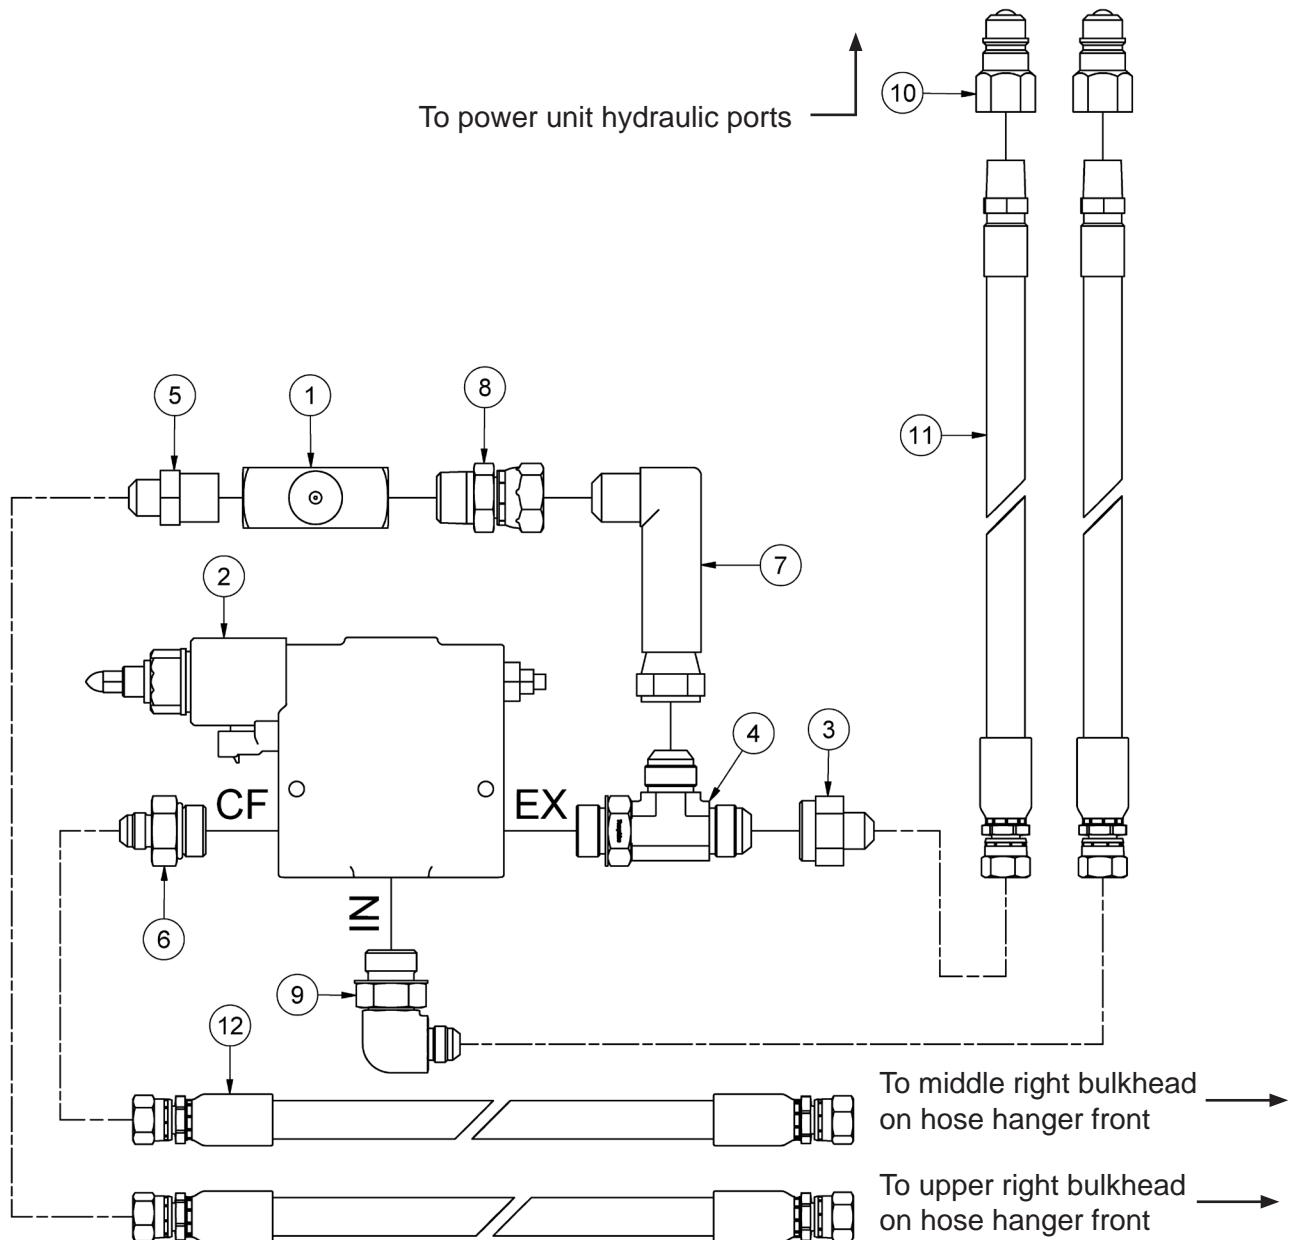 To power unit hydraulic ports
10
5
1
8
11
2
7
4
3
CF
EX
6
IN
9
12
To middle right bulkhead
on hose hanger front
To upper right bulkhead
on hose hanger front